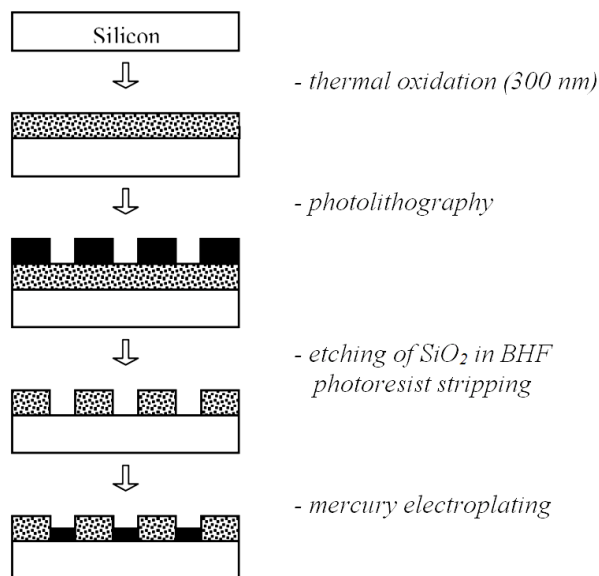 Silicon
- thermal oxidation (300 nm)
- photolithography
- etching of SiO₂ in BHF
photoresist stripping
- mercury electroplating